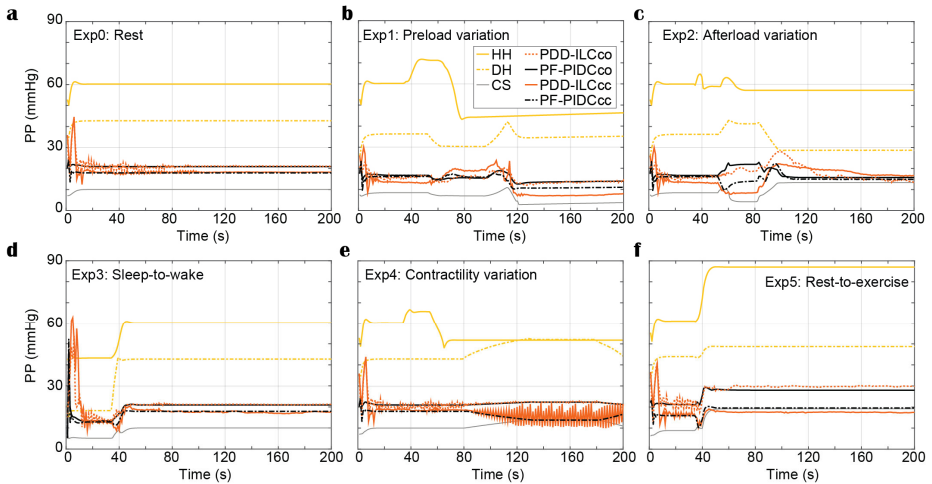 a
b
c
90
60
30
0
PP (mmHg)
Exp0: Rest
0 40 80 120 160 200
Time (s)
Exp1: Preload variation
HH
DH
CS
PDD-ILCco
PF-PIDCco
PDD-ILCcc
PF-PIDCcc
0 40 80 120 160 200
Time (s)
Exp2: Afterload variation
0 40 80 120 160 200
Time (s)
d
e
f
90
60
30
0
PP (mmHg)
Exp3: Sleep-to-wake
0 40 80 120 160 200
Time (s)
Exp4: Contractility variation
0 40 80 120 160 200
Time (s)
Exp5: Rest-to-exercise
0 40 80 120 160 200
Time (s)